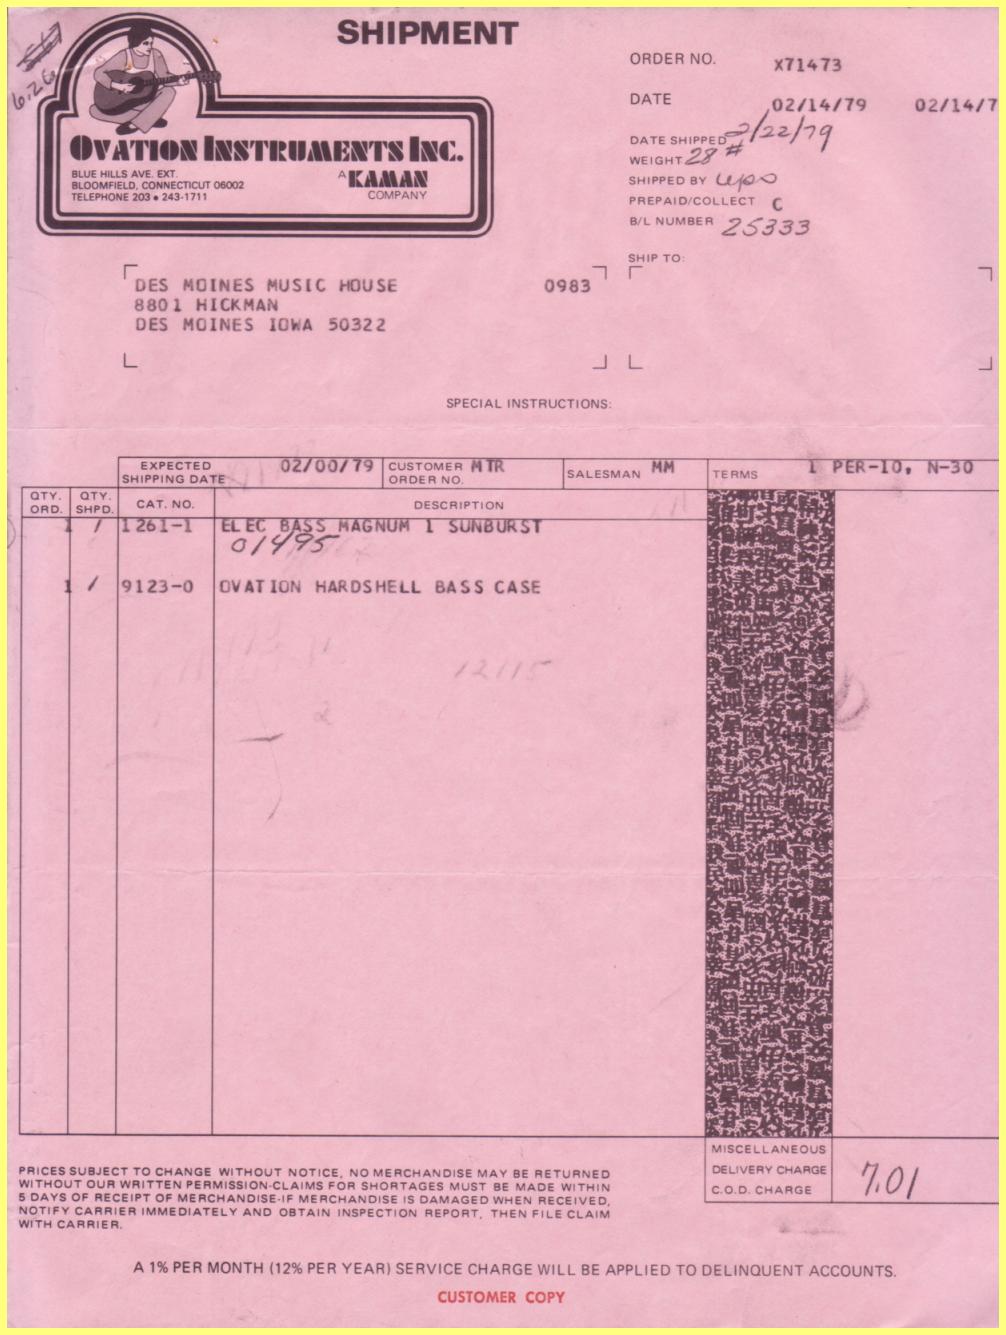 SHIPMENT
ORDER NO. X71473
DATE 02/14/79 02/14/7
DATE SHIPPED 2/22/79
WEIGHT 28 #
SHIPPED BY ups
PREPAID/COLLECT C
B/L NUMBER 25333
OVATION INSTRUMENTS INC.
BLUE HILLS AVE. EXT.
BLOOMFIELD, CONNECTICUT 06002
TELEPHONE 203 • 243-1711
A KAMAN
COMPANY
SHIP TO:
DES MOINES MUSIC HOUSE 0983
8801 HICKMAN
DES MOINES IOWA 50322
SPECIAL INSTRUCTIONS:
EXPECTED SHIPPING DATE 02/00/79
CUSTOMER ORDER NO. MTR
SALESMAN MM
TERMS 1 PER-10, N-30
QTY. ORD. QTY. SHPD. CAT. NO. DESCRIPTION
1 / 1261-1 ELEC BASS MAGNUM 1 SUNBURST
01495
1 / 9123-0 OVATION HARDSHELL BASS CASE
12115
2
MISCELLANEOUS
DELIVERY CHARGE 7.01
C.O.D. CHARGE
PRICES SUBJECT TO CHANGE WITHOUT NOTICE, NO MERCHANDISE MAY BE RETURNED
WITHOUT OUR WRITTEN PERMISSION-CLAIMS FOR SHORTAGES MUST BE MADE WITHIN
5 DAYS OF RECEIPT OF MERCHANDISE-IF MERCHANDISE IS DAMAGED WHEN RECEIVED,
NOTIFY CARRIER IMMEDIATELY AND OBTAIN INSPECTION REPORT, THEN FILE CLAIM
WITH CARRIER.
A 1% PER MONTH (12% PER YEAR) SERVICE CHARGE WILL BE APPLIED TO DELINQUENT ACCOUNTS.
CUSTOMER COPY